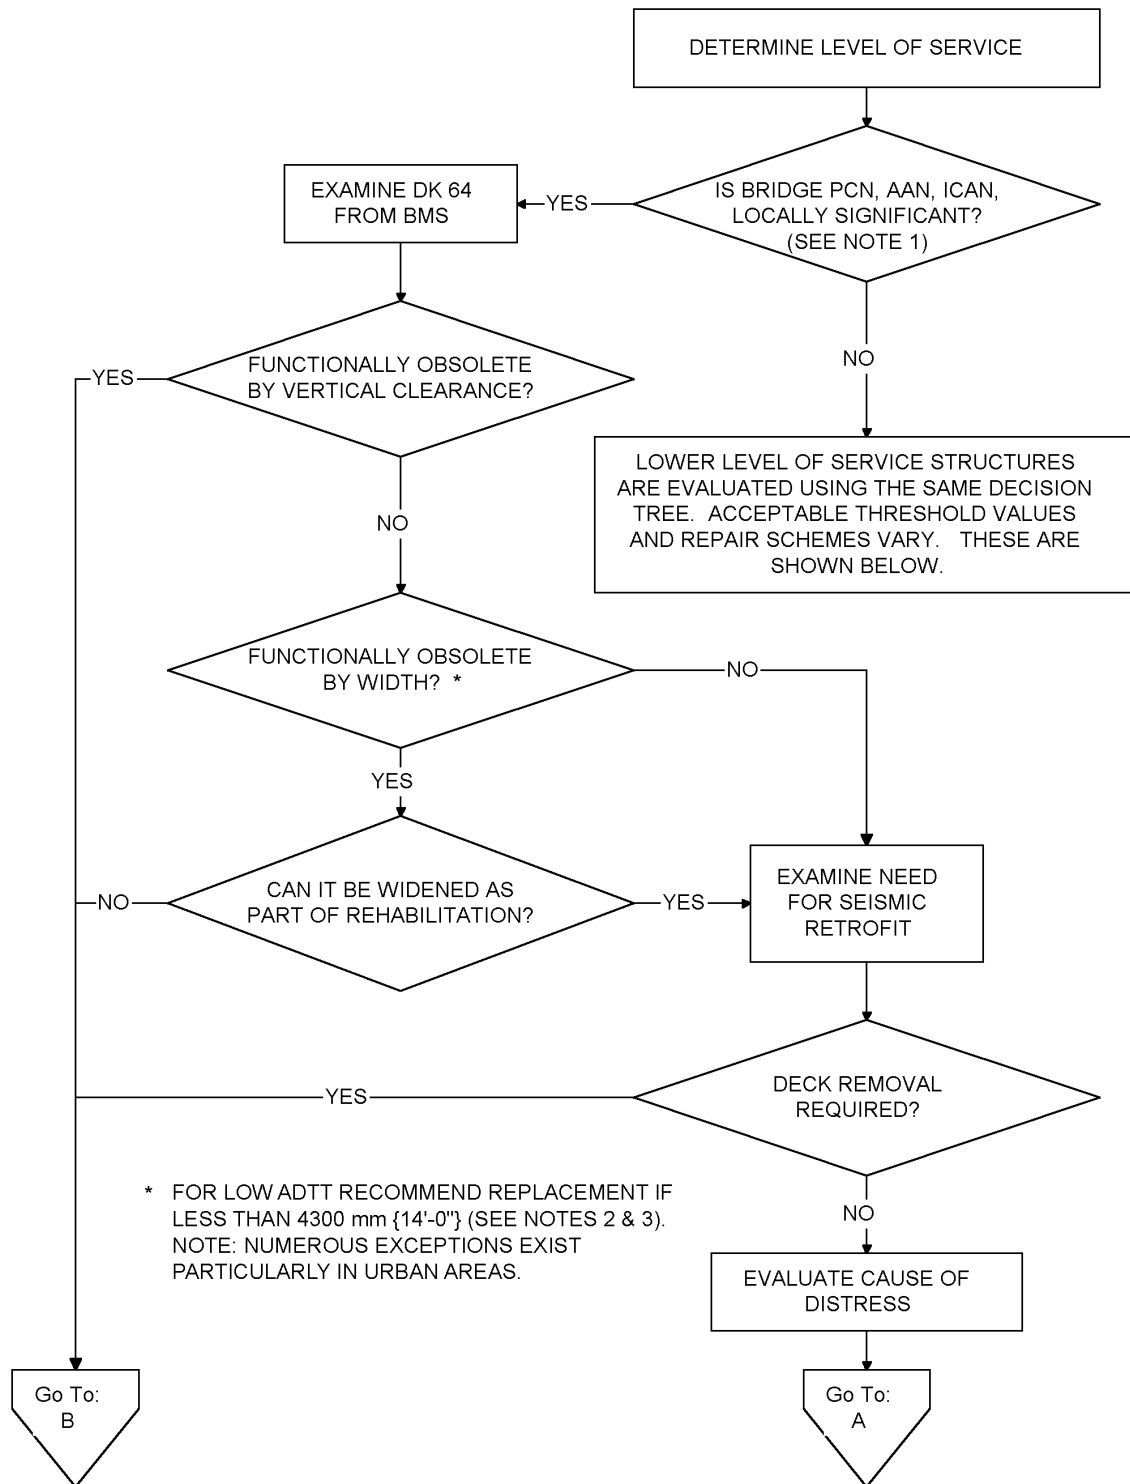 DETERMINE LEVEL OF SERVICE
IS BRIDGE PCN, AAN, ICAN,
LOCALLY SIGNIFICANT?
(SEE NOTE 1)
YES
EXAMINE DK 64
FROM BMS
NO
LOWER LEVEL OF SERVICE STRUCTURES
ARE EVALUATED USING THE SAME DECISION
TREE. ACCEPTABLE THRESHOLD VALUES
AND REPAIR SCHEMES VARY. THESE ARE
SHOWN BELOW.
FUNCTIONALLY OBSOLETE
BY VERTICAL CLEARANCE?
YES
NO
FUNCTIONALLY OBSOLETE
BY WIDTH? *
NO
YES
CAN IT BE WIDENED AS
PART OF REHABILITATION?
NO
YES
EXAMINE NEED
FOR SEISMIC
RETROFIT
DECK REMOVAL
REQUIRED?
YES
NO
* FOR LOW ADTT RECOMMEND REPLACEMENT IF
LESS THAN 4300 mm {14'-0"} (SEE NOTES 2 & 3).
NOTE: NUMEROUS EXCEPTIONS EXIST
PARTICULARLY IN URBAN AREAS.
EVALUATE CAUSE OF
DISTRESS
Go To:
B
Go To:
A